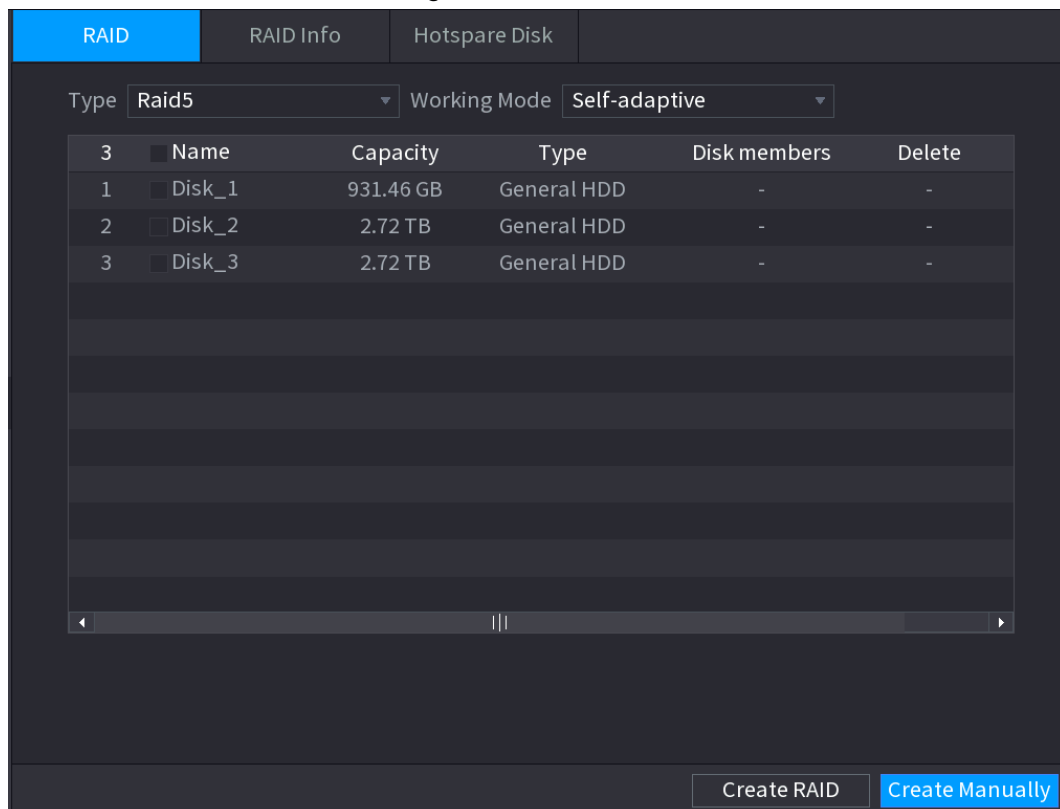 RAID RAID Info Hotspare Disk
Type Raid5 Working Mode Self-adaptive
3 Name Capacity Type Disk members Delete
1 Disk_1 931.46 GB General HDD - -
2 Disk_2 2.72 TB General HDD - -
3 Disk_3 2.72 TB General HDD - -
Create RAID Create Manually